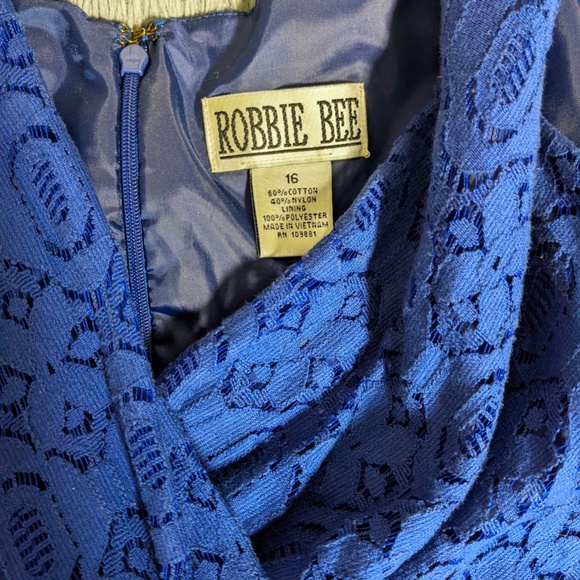 ROBBIE BEE
16
60% COTTON
40% NYLON
LINING
100% POLYESTER
MADE IN VIETNAM
RN 109881